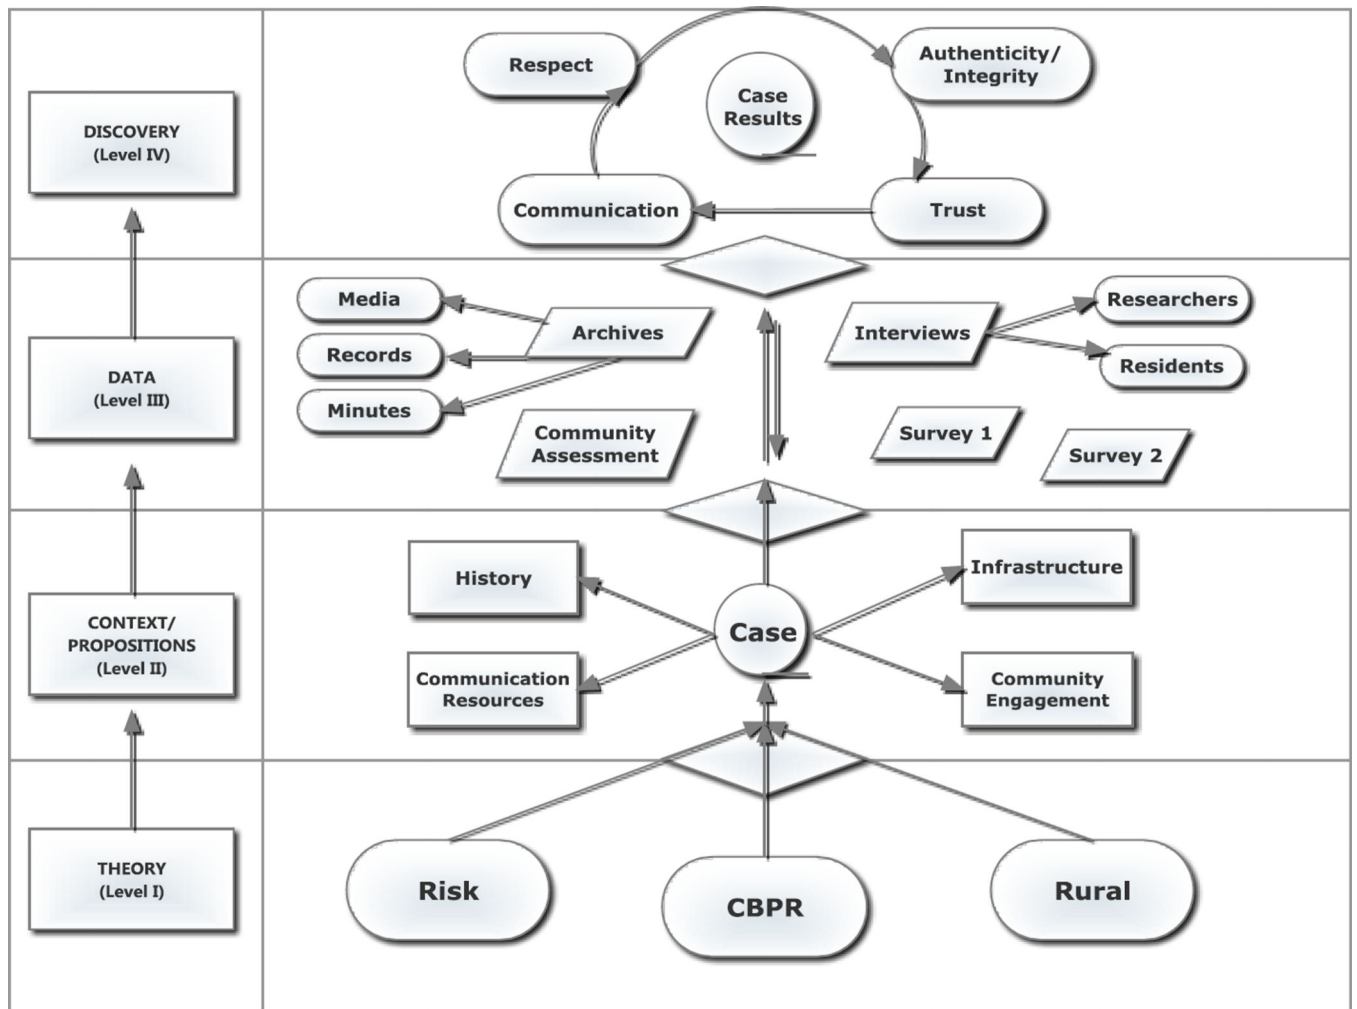 DISCOVERY
(Level IV)
Respect
Authenticity/
Integrity
Case
Results
Communication
Trust
DATA
(Level III)
Media
Records
Minutes
Archives
Community
Assessment
Interviews
Researchers
Residents
Survey 1
Survey 2
CONTEXT/
PROPOSITIONS
(Level II)
History
Communication
Resources
Case
Infrastructure
Community
Engagement
THEORY
(Level I)
Risk
CBPR
Rural